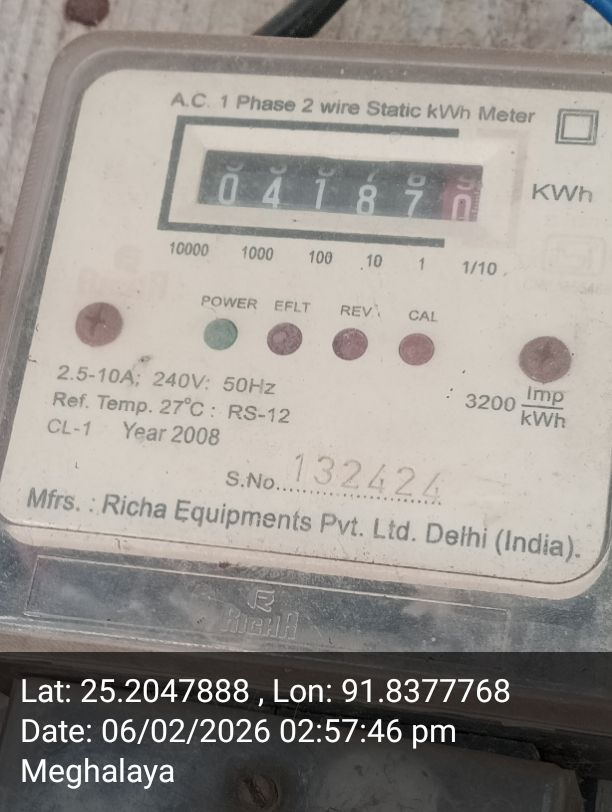 A.C. 1 Phase 2 wire Static kWh Meter
0 4 1 8 7 0
KWh
10000 1000 100 10 1 1/10
POWER EFLT REV CAL
2.5-10A; 240V; 50Hz
Ref. Temp. 27°C : RS-12
CL-1 Year 2008
3200 Imp/kWh
S.No. 132424
Mfrs. : Richa Equipments Pvt. Ltd. Delhi (India).
RICHA
Lat: 25.2047888 , Lon: 91.8377768
Date: 06/02/2026 02:57:46 pm
Meghalaya